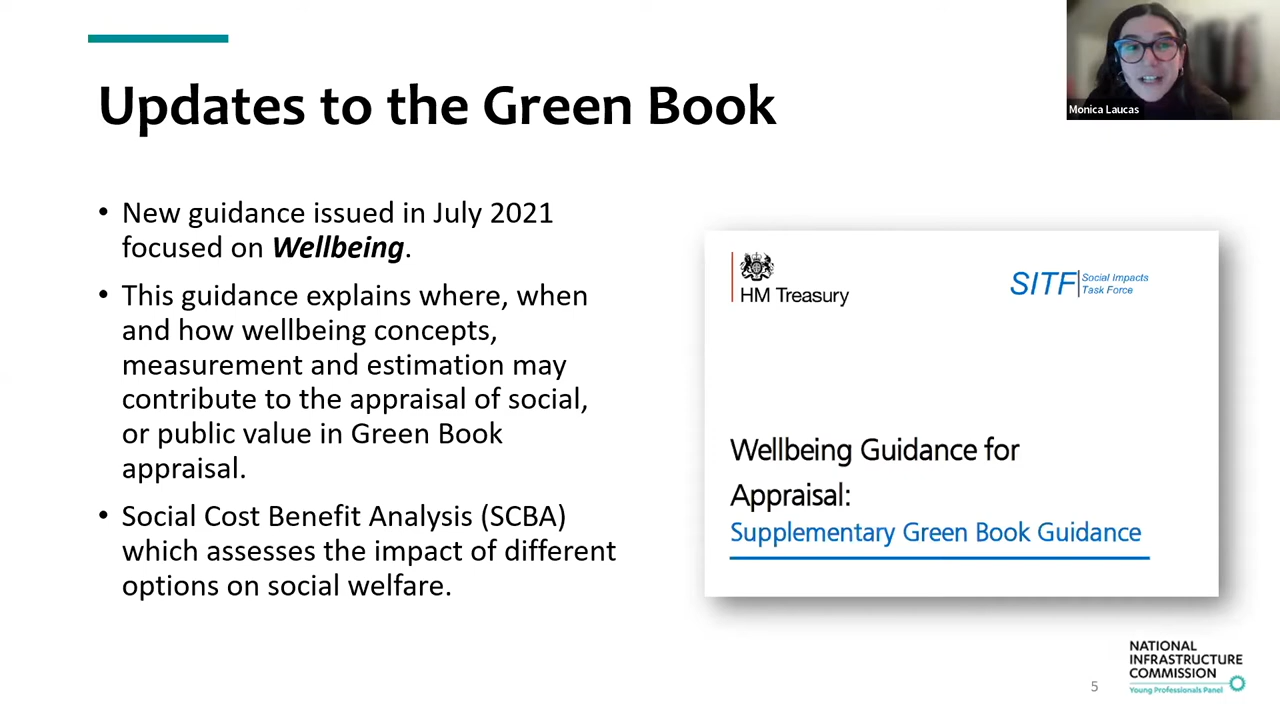 Updates to the Green Book
Monica Laucas
• New guidance issued in July 2021
focused on Wellbeing.
• This guidance explains where, when
and how wellbeing concepts,
measurement and estimation may
contribute to the appraisal of social,
or public value in Green Book
appraisal.
• Social Cost Benefit Analysis (SCBA)
which assesses the impact of different
options on social welfare.
HM Treasury
SITF Social Impacts
Task Force
Wellbeing Guidance for
Appraisal:
Supplementary Green Book Guidance
5
NATIONAL
INFRASTRUCTURE
COMMISSION
Young Professionals Panel